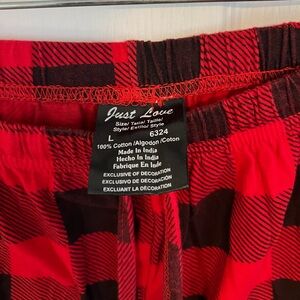 Just Love
Size/ Talla/ Taille/
Style/ Estilo/ Style
L 6324
100% Cotton /Algodon /Coton
Made In India
Hecho In India
Fabrique En Inde
EXCLUSIVE OF DECORATION
EXCLUSIVO DE DECORACIÓN
EXCLUANT LA DÉCORATION